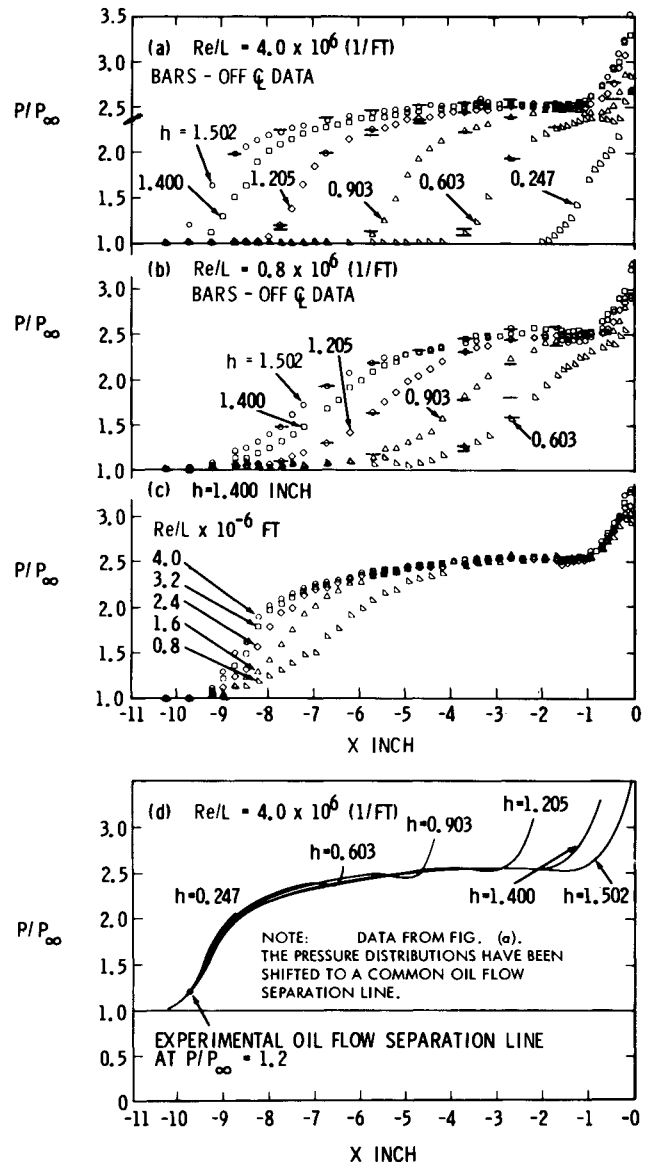 3.5
(a) Re/L = 4.0 x 10⁶ (1/FT)
BARS - OFF ℄ DATA
3.0
P/P∞
2.5
h = 1.502
2.0
1.400
1.205
0.903
0.603
0.247
1.5
1.0
(b) Re/L = 0.8 x 10⁶ (1/FT)
BARS - OFF ℄ DATA
3.0
P/P∞
2.5
h = 1.502
1.205
2.0
1.400
0.903
1.5
0.603
1.0
(c) h=1.400 INCH
3.0
Re/L x 10⁻⁶ FT
P/P∞
2.5
4.0
3.2
2.0
2.4
1.6
1.5
0.8
1.0
-11 -10 -9 -8 -7 -6 -5 -4 -3 -2 -1 0
X INCH
(d) Re/L = 4.0 x 10⁶ (1/FT)
h=1.205
3.0
h=0.903
h=0.603
2.5
h=0.247
h=1.400
h=1.502
P/P∞
2.0
NOTE: DATA FROM FIG. (a).
THE PRESSURE DISTRIBUTIONS HAVE BEEN
SHIFTED TO A COMMON OIL FLOW
SEPARATION LINE.
1.5
1.0
EXPERIMENTAL OIL FLOW SEPARATION LINE
AT P/P∞ = 1.2
0.5
0
-11 -10 -9 -8 -7 -6 -5 -4 -3 -2 -1 0
X INCH